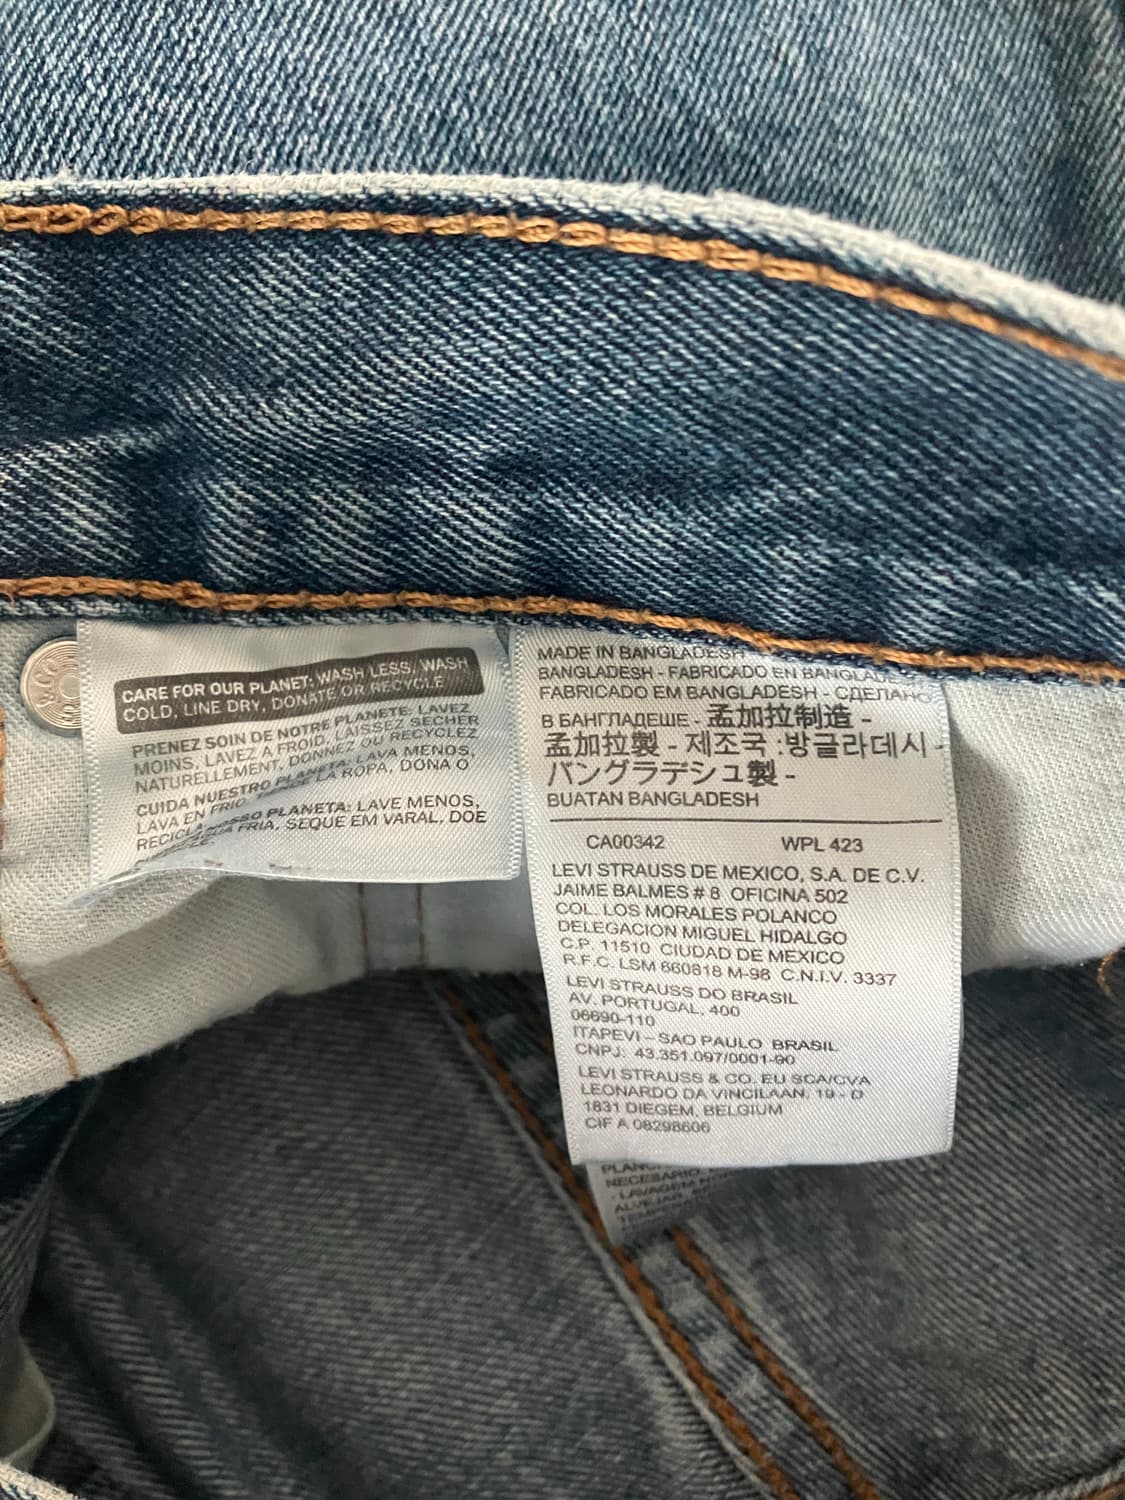 CARE FOR OUR PLANET: WASH LESS, WASH
COLD, LINE DRY, DONATE OR RECYCLE
PRENEZ SOIN DE NOTRE PLANETE: LAVEZ
MOINS, LAVEZ A FROID, LAISSEZ SECHER
NATURELLEMENT, DONNEZ OU RECYCLEZ
CUIDA NUESTRO PLANETA: LAVA MENOS,
LAVA EN FRIO, LA ROPA, DONA O
RECICLA
PLANETA: LAVE MENOS,
FRIA, SEQUE EM VARAL, DOE
MADE IN BANGLADESH
BANGLADESH - FABRICADO EN
FABRICADO EM BANGLADESH - СДЕЛАНО
В БАНГЛАДЕШЕ - 孟加拉制造 -
孟加拉製 - 제조국 :방글라데시 -
バングラデシュ製 -
BUATAN BANGLADESH
CA00342 WPL 423
LEVI STRAUSS DE MEXICO, S.A. DE C.V.
JAIME BALMES # 8 OFICINA 502
COL. LOS MORALES POLANCO
DELEGACION MIGUEL HIDALGO
C.P. 11510 CIUDAD DE MEXICO
R.F.C. LSM 660818 M-98 C.N.I.V. 3337
LEVI STRAUSS DO BRASIL
AV. PORTUGAL, 400
06690-110
ITAPEVI – SAO PAULO BRASIL
CNPJ: 43.351.097/0001-90
LEVI STRAUSS & CO. EU SCA/CVA
LEONARDO DA VINCILAAN, 19 - D
1831 DIEGEM, BELGIUM
CIF A 08298606